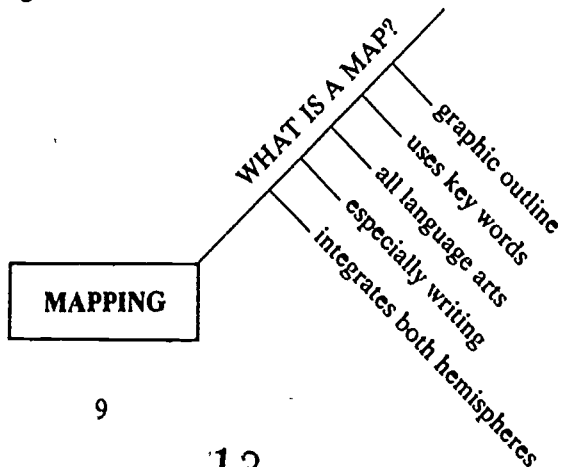 WHAT IS A MAP?
graphic outline
uses key words
all language arts
especially writing
integrates both hemispheres
MAPPING
9